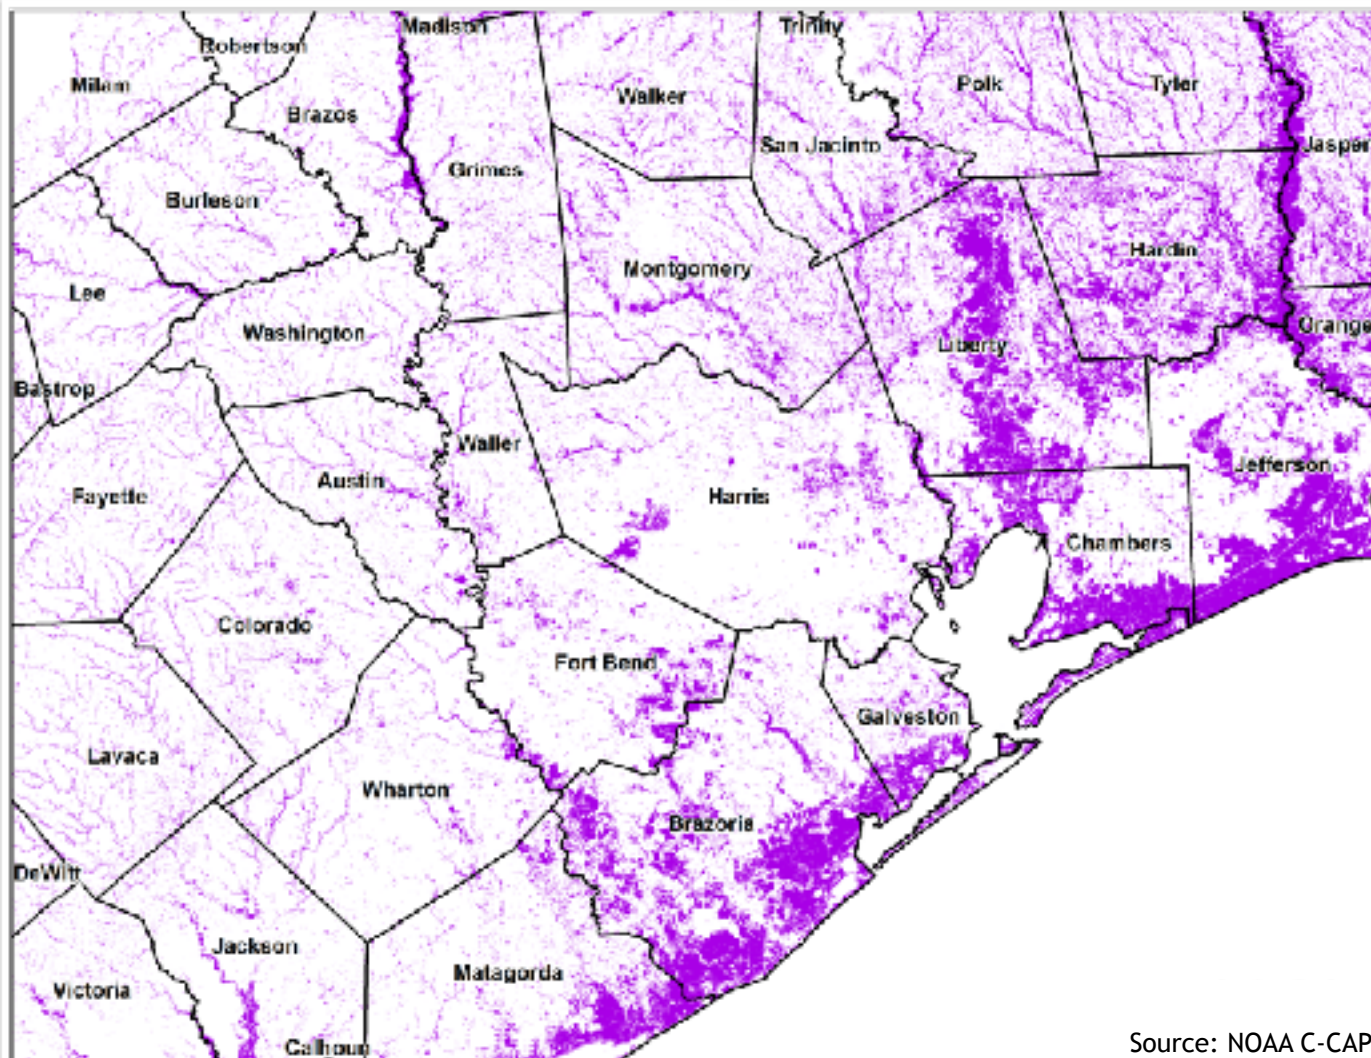 Madison
Trinity
Robertson
Milam
Walker
Polk
Tyler
Brazos
San Jacinto
Jasper
Grimes
Burleson
Hardin
Montgomery
Lee
Washington
Orange
Liberty
Bastrop
Waller
Austin
Jefferson
Fayette
Harris
Chambers
Colorado
Fort Bend
Galveston
Lavaca
Wharton
Brazoria
DeWitt
Jackson
Matagorda
Victoria
Calhoun
Source: NOAA C-CAP